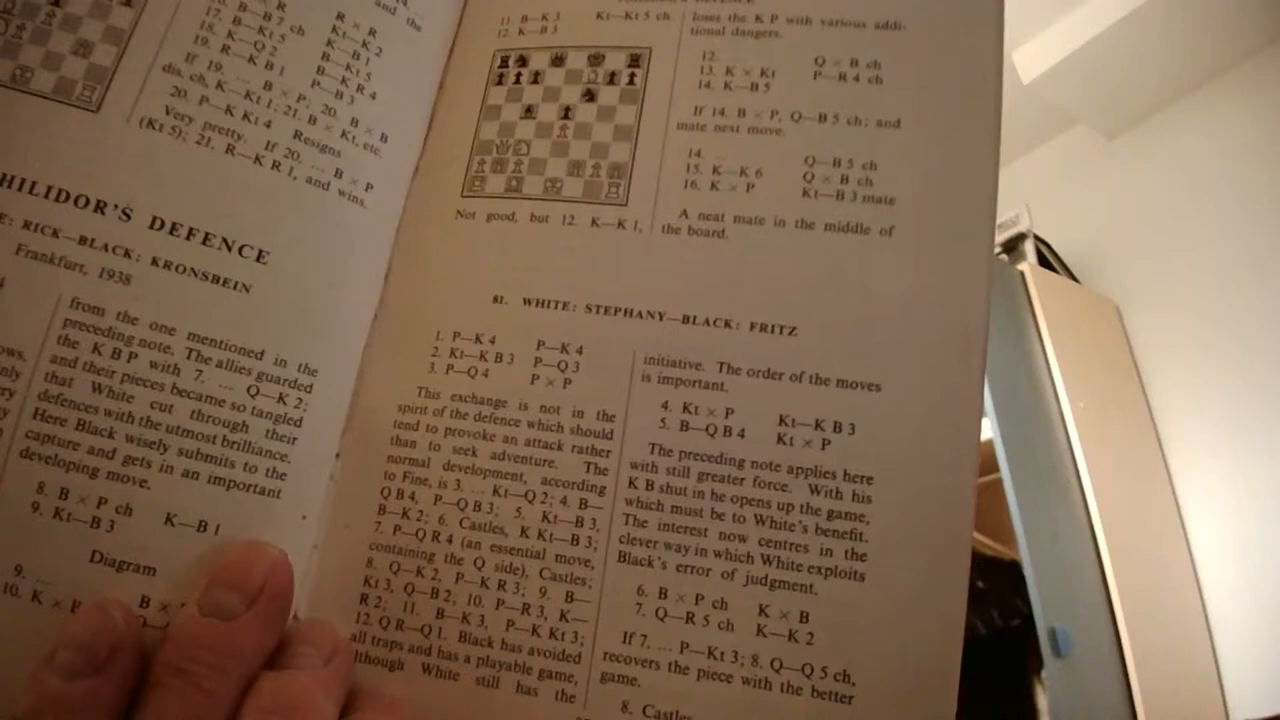 R × R
and the
16. B—B 7 ch Kt—K 2
17. B—Kt 5 K—B 1
18. K—Q 2 B—Kt 5
19. R—K B 1 B—K R 4
P—B 3
If 19. ... B × P, 20. B × B
dis. ch, K—Kt 1; 21. B × Kt, etc.
20. P—K Kt 4 Resigns
Very pretty. If 20. ... B × P
(Kt 5); 21. R—K R 1, and wins.
HILIDOR'S DEFENCE
E: RICK—BLACK: KRONSBEIN
Frankfurt, 1938
from the one mentioned in the
preceding note. The allies guarded
the K B P with 7. ... Q—K 2;
and their pieces became so tangled
that White cut through their
defences with the utmost brilliance.
Here Black wisely submits to the
capture and gets in an important
developing move.
8. B × P ch K—B 1
9. Kt—B 3
Diagram
9. ... B ×
10. K × P
11. B—K 3 Kt—Kt 5 ch
12. K—B 3
Not good, but 12. K—K 1,
loses the K P with various addi-
tional dangers.
12. ... Q × B ch
13. K × Kt P—R 4 ch
14. K—B 5
If 14. B × P, Q—B 5 ch; and
mate next move.
14. ... Q—B 5 ch
15. K—K 6 Q × B ch
16. K × P Kt—B 3 mate
A neat mate in the middle of
the board.
81. WHITE: STEPHANY—BLACK: FRITZ
1. P—K 4 P—K 4
2. Kt—K B 3 P—Q 3
3. P—Q 4 P × P
This exchange is not in the
spirit of the defence which should
tend to provoke an attack rather
than to seek adventure. The
normal development, according
to Fine, is 3. ... Kt—Q 2; 4. B—
Q B 4, P—Q B 3; 5. Kt—B 3,
B—K 2; 6. Castles, K Kt—B 3;
7. P—Q R 4 (an essential move,
containing the Q side), Castles;
8. Q—K 2, P—K R 3; 9. B—
Kt 3, Q—B 2; 10. P—R 3, K—
R 2; 11. B—K 3, P—K Kt 3;
12. Q R—Q 1. Black has avoided
all traps and has a playable game,
lthough White still has the
initiative. The order of the moves
is important.
4. Kt × P Kt—K B 3
5. B—Q B 4 Kt × P
The preceding note applies here
with still greater force. With his
K B shut in he opens up the game,
which must be to White's benefit.
The interest now centres in the
clever way in which White exploits
Black's error of judgment.
6. B × P ch K × B
7. Q—R 5 ch K—K 2
If 7, ... P—Kt 3; 8. Q—Q 5 ch,
recovers the piece with the better
game.
8. Castles